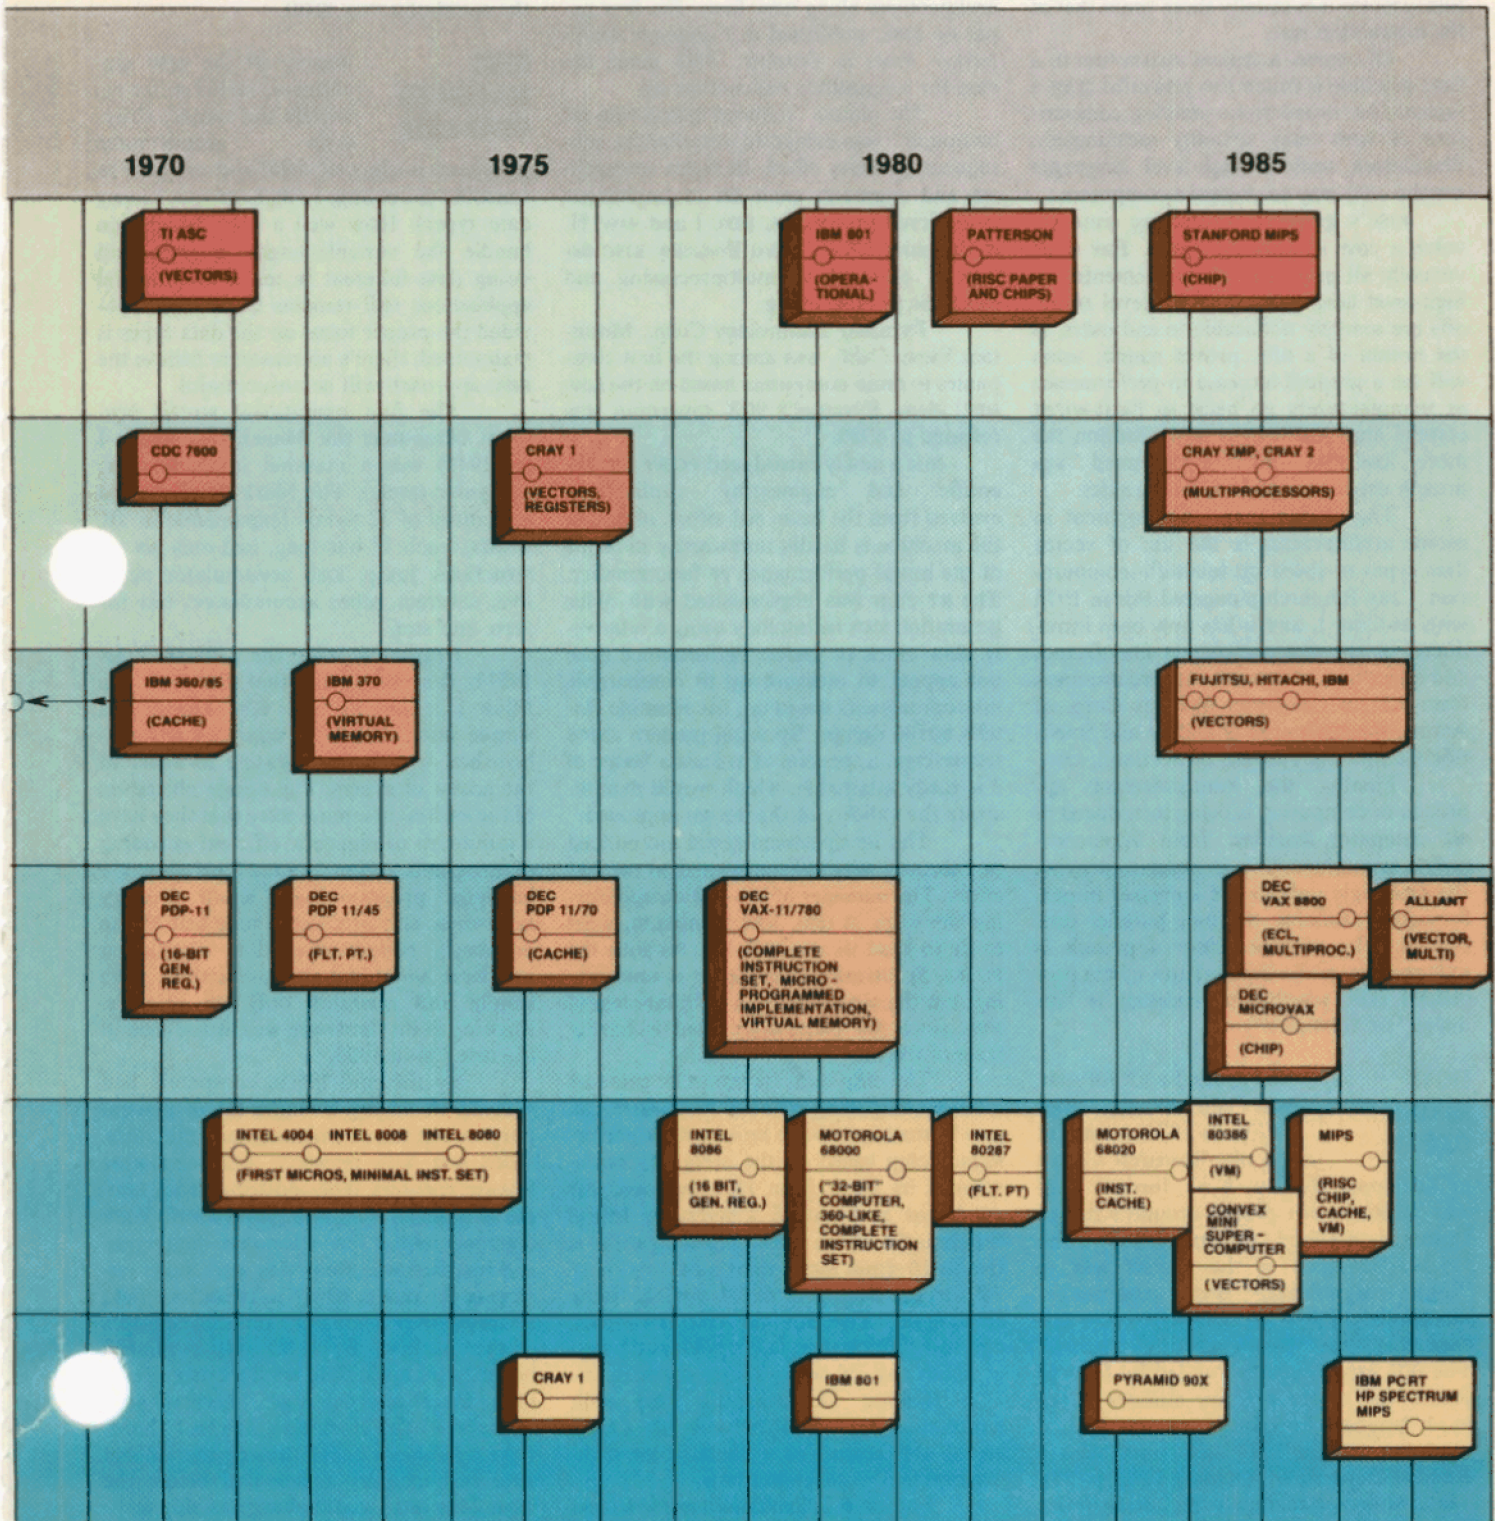 1970
1975
1980
1985
TI ASC
(VECTORS)
IBM 801
(OPERA-
TIONAL)
PATTERSON
(RISC PAPER
AND CHIPS)
STANFORD MIPS
(CHIP)
CDC 7600
CRAY 1
(VECTORS,
REGISTERS)
CRAY XMP, CRAY 2
(MULTIPROCESSORS)
IBM 360/85
(CACHE)
IBM 370
(VIRTUAL
MEMORY)
FUJITSU, HITACHI, IBM
(VECTORS)
DEC
PDP-11
(16-BIT
GEN.
REG.)
DEC
PDP 11/45
(FLT. PT.)
DEC
PDP 11/70
(CACHE)
DEC
VAX-11/780
(COMPLETE
INSTRUCTION
SET, MICRO-
PROGRAMMED
IMPLEMENTATION,
VIRTUAL MEMORY)
DEC
VAX 8800
(ECL,
MULTIPROC.)
ALLIANT
(VECTOR,
MULTI)
DEC
MICROVAX
(CHIP)
INTEL 4004 INTEL 8008 INTEL 8080
(FIRST MICROS, MINIMAL INST. SET)
INTEL
8086
(16 BIT,
GEN. REG.)
MOTOROLA
68000
("32-BIT"
COMPUTER,
360-LIKE,
COMPLETE
INSTRUCTION
SET)
INTEL
80287
(FLT. PT)
MOTOROLA
68020
(INST.
CACHE)
INTEL
80386
(VM)
CONVEX
MINI
SUPER-
COMPUTER
(VECTORS)
MIPS
(RISC
CHIP,
CACHE,
VM)
CRAY 1
IBM 801
PYRAMID 90X
IBM PC RT
HP SPECTRUM
MIPS